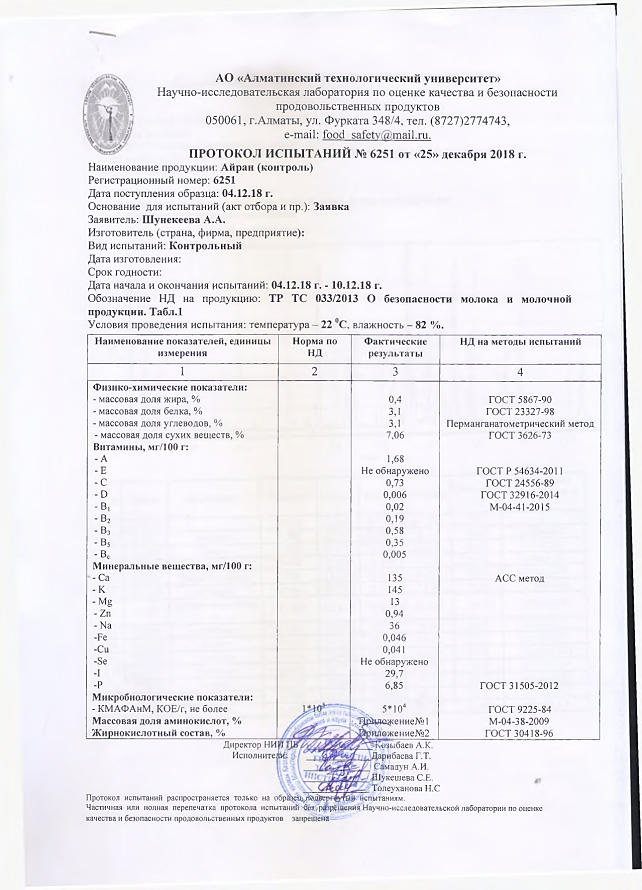 АО «Алматинский технологический университет»
Научно-исследовательская лаборатория по оценке качества и безопасности
продовольственных продуктов
050061, г.Алматы, ул. Фурката 348/4, тел. (8727)2774743,
e-mail: food_safety@mail.ru.
ПРОТОКОЛ ИСПЫТАНИЙ № 6251 от «25» декабря 2018 г.
Наименование продукции: Айран (контроль)
Регистрационный номер: 6251
Дата поступления образца: 04.12.18 г.
Основание для испытаний (акт отбора и пр.): Заявка
Заявитель: Шунекеева А.А.
Изготовитель (страна, фирма, предприятие):
Вид испытаний: Контрольный
Дата изготовления:
Срок годности:
Дата начала и окончания испытаний: 04.12.18 г. - 10.12.18 г.
Обозначение НД на продукцию: ТР ТС 033/2013 О безопасности молока и молочной
продукции. Табл.1
Условия проведения испытания: температура – 22 ⁰С, влажность – 82 %.
Наименование показателей, единицы измерения Норма по НД Фактические результаты НД на методы испытаний
1 2 3 4
Физико-химические показатели:
- массовая доля жира, % 0,4 ГОСТ 5867-90
- массовая доля белка, % 3,1 ГОСТ 23327-98
- массовая доля углеводов, % 3,1 Перманганатометрический метод
- массовая доля сухих веществ, % 7,06 ГОСТ 3626-73
Витамины, мг/100 г:
- А 1,68
- Е Не обнаружено ГОСТ Р 54634-2011
- С 0,73 ГОСТ 24556-89
- D 0,006 ГОСТ 32916-2014
- В₁ 0,02 М-04-41-2015
- В₂ 0,19
- В₃ 0,58
- В₅ 0,35
- Вс 0,005
Минеральные вещества, мг/100 г:
- Ca 135 АСС метод
- K 145
- Mg 13
- Zn 0,94
- Na 36
-Fe 0,046
-Cu 0,041
-Se Не обнаружено
-I 29,7
-P 6,85 ГОСТ 31505-2012
Микробиологические показатели:
- КМАФАнМ, КОЕ/г, не более 5*10⁴ ГОСТ 9225-84
Массовая доля аминокислот, % Приложение№1 М-04-38-2009
Жирнокислотный состав, % Приложение№2 ГОСТ 30418-96
Директор НИИ ПБ Козыбаев А.К.
Исполнители: Дарибаева Г.Т.
Самадун А.И.
Шукешева С.Е.
Толеуханова Н.С
Протокол испытаний распространяется только на образец, подвергнутый испытаниям.
Частичная или полная перепечатка протокола испытаний без разрешения Научно-исследовательской лаборатории по оценке
качества и безопасности продовольственных продуктов запрещена